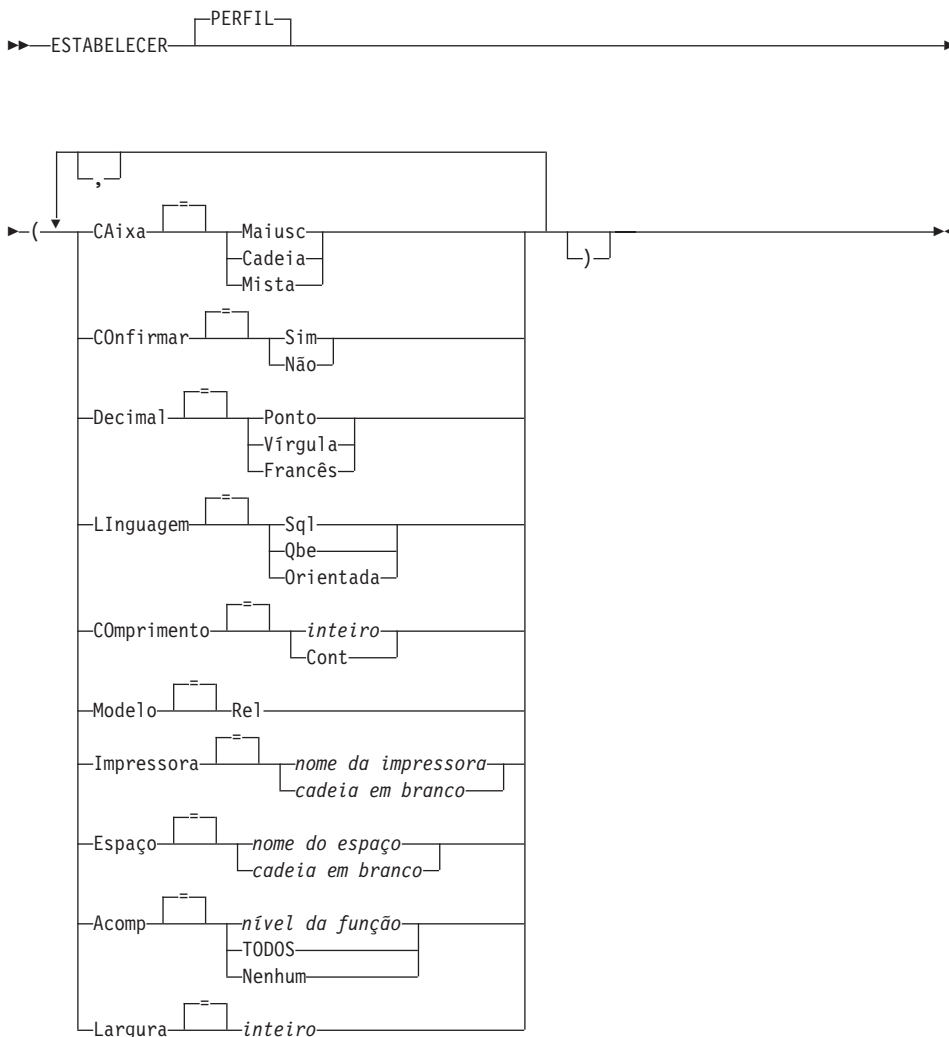 PERFIL
ESTABELECER
,
=
( CAixa Maiusc )
Cadeia
Mista
=
COnfirmar Sim
Não
=
Decimal Ponto
Vírgula
Francês
=
LInguagem Sql
Qbe
Orientada
=
COmprimento inteiro
Cont
=
Modelo Rel
=
Impressora nome da impressora
cadeia em branco
=
Espaço nome do espaço
cadeia em branco
=
Acomp nível da função
TODOS
Nenhum
=
Largura inteiro